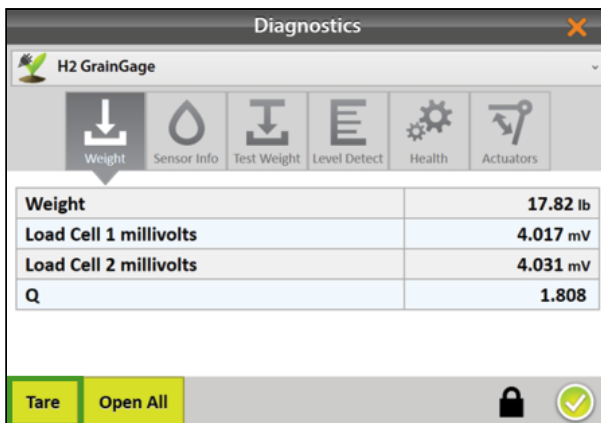 Diagnostics
H2 GrainGage
Weight Sensor Info Test Weight Level Detect Health Actuators
Weight 17.82 lb
Load Cell 1 millivolts 4.017 mV
Load Cell 2 millivolts 4.031 mV
Q 1.808
Tare Open All